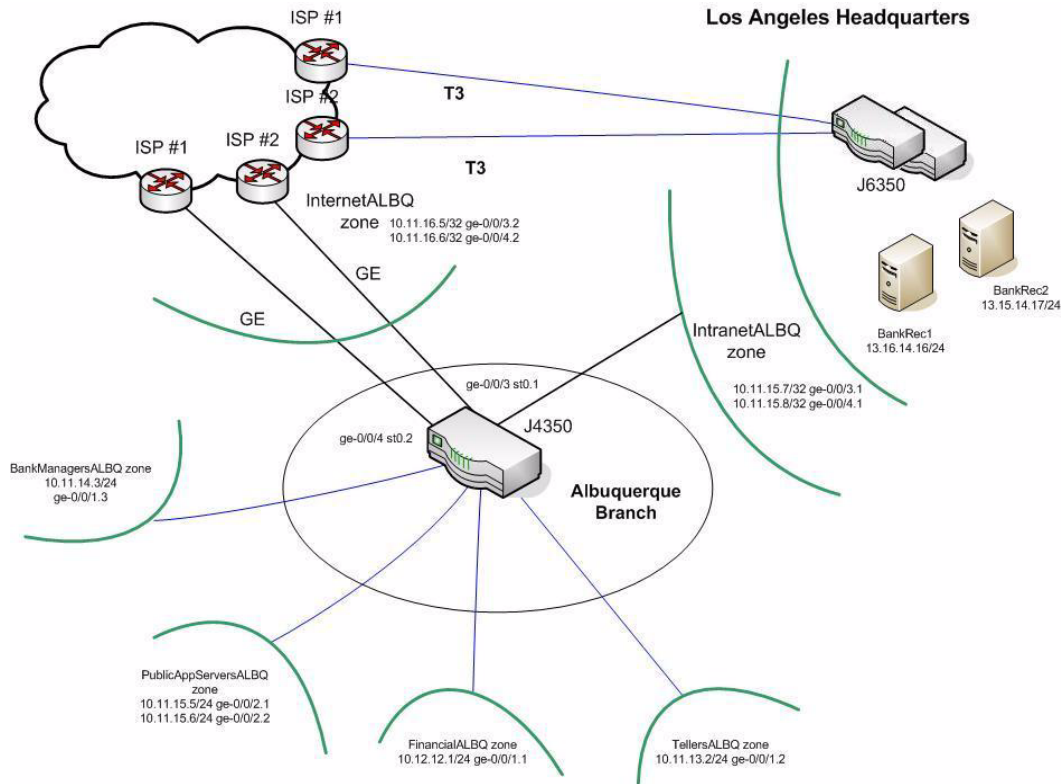 ISP #1
Los Angeles Headquarters
T3
ISP #2
ISP #1
ISP #2
T3
J6350
InternetALBQ
zone
10.11.16.5/32 ge-0/0/3.2
10.11.16.6/32 ge-0/0/4.2
GE
GE
BankRec2
13.15.14.17/24
BankRec1
13.16.14.16/24
IntranetALBQ
zone
10.11.15.7/32 ge-0/0/3.1
10.11.15.8/32 ge-0/0/4.1
ge-0/0/3 st0.1
J4350
ge-0/0/4 st0.2
BankManagersALBQ zone
10.11.14.3/24
ge-0/0/1.3
Albuquerque
Branch
PublicAppServersALBQ
zone
10.11.15.5/24 ge-0/0/2.1
10.11.15.6/24 ge-0/0/2.2
FinancialALBQ zone
10.12.12.1/24 ge-0/0/1.1
TellersALBQ zone
10.11.13.2/24 ge-0/0/1.2